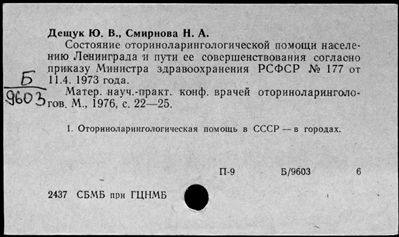 Дещук Ю. В., Смирнова Н. А.
Состояние оториноларингологической помощи населе-
нию Ленинграда и пути ее совершенствования согласно
приказу Министра здравоохранения РСФСР № 177 от
11.4. 1973 года.
Матер. науч.-практ. конф. врачей оториноларинголо-
гов. М., 1976, с. 22—25.
Б
9603
1. Оториноларингологическая помощь в СССР — в городах.
П-9 Б/9603 6
2437 СБМБ при ГЦНМБ